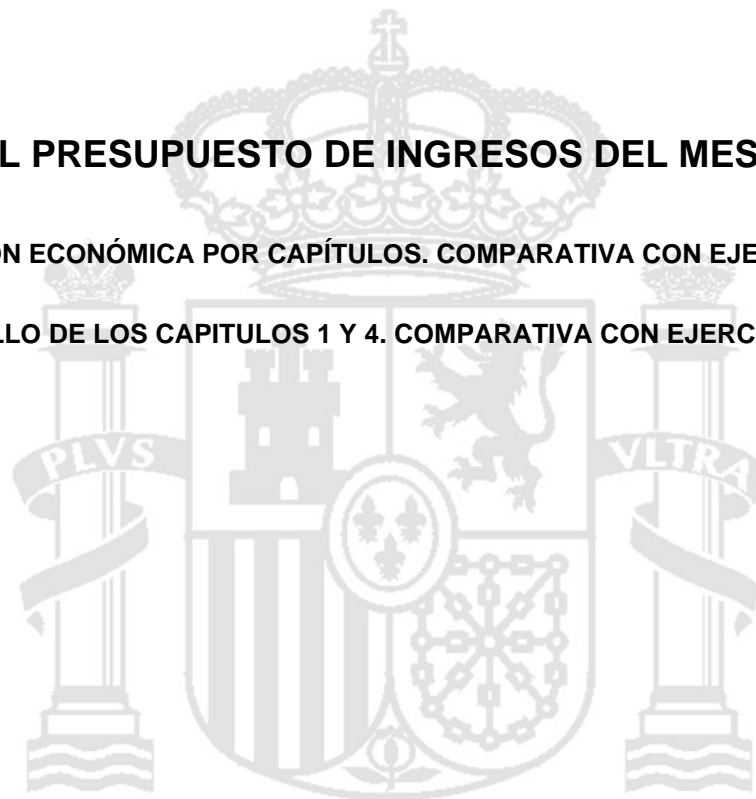 L PRESUPUESTO DE INGRESOS DEL MES
ÓN ECONÓMICA POR CAPÍTULOS. COMPARATIVA CON EJE
LLO DE LOS CAPITULOS 1 Y 4. COMPARATIVA CON EJERC
PLVS
VLTRA